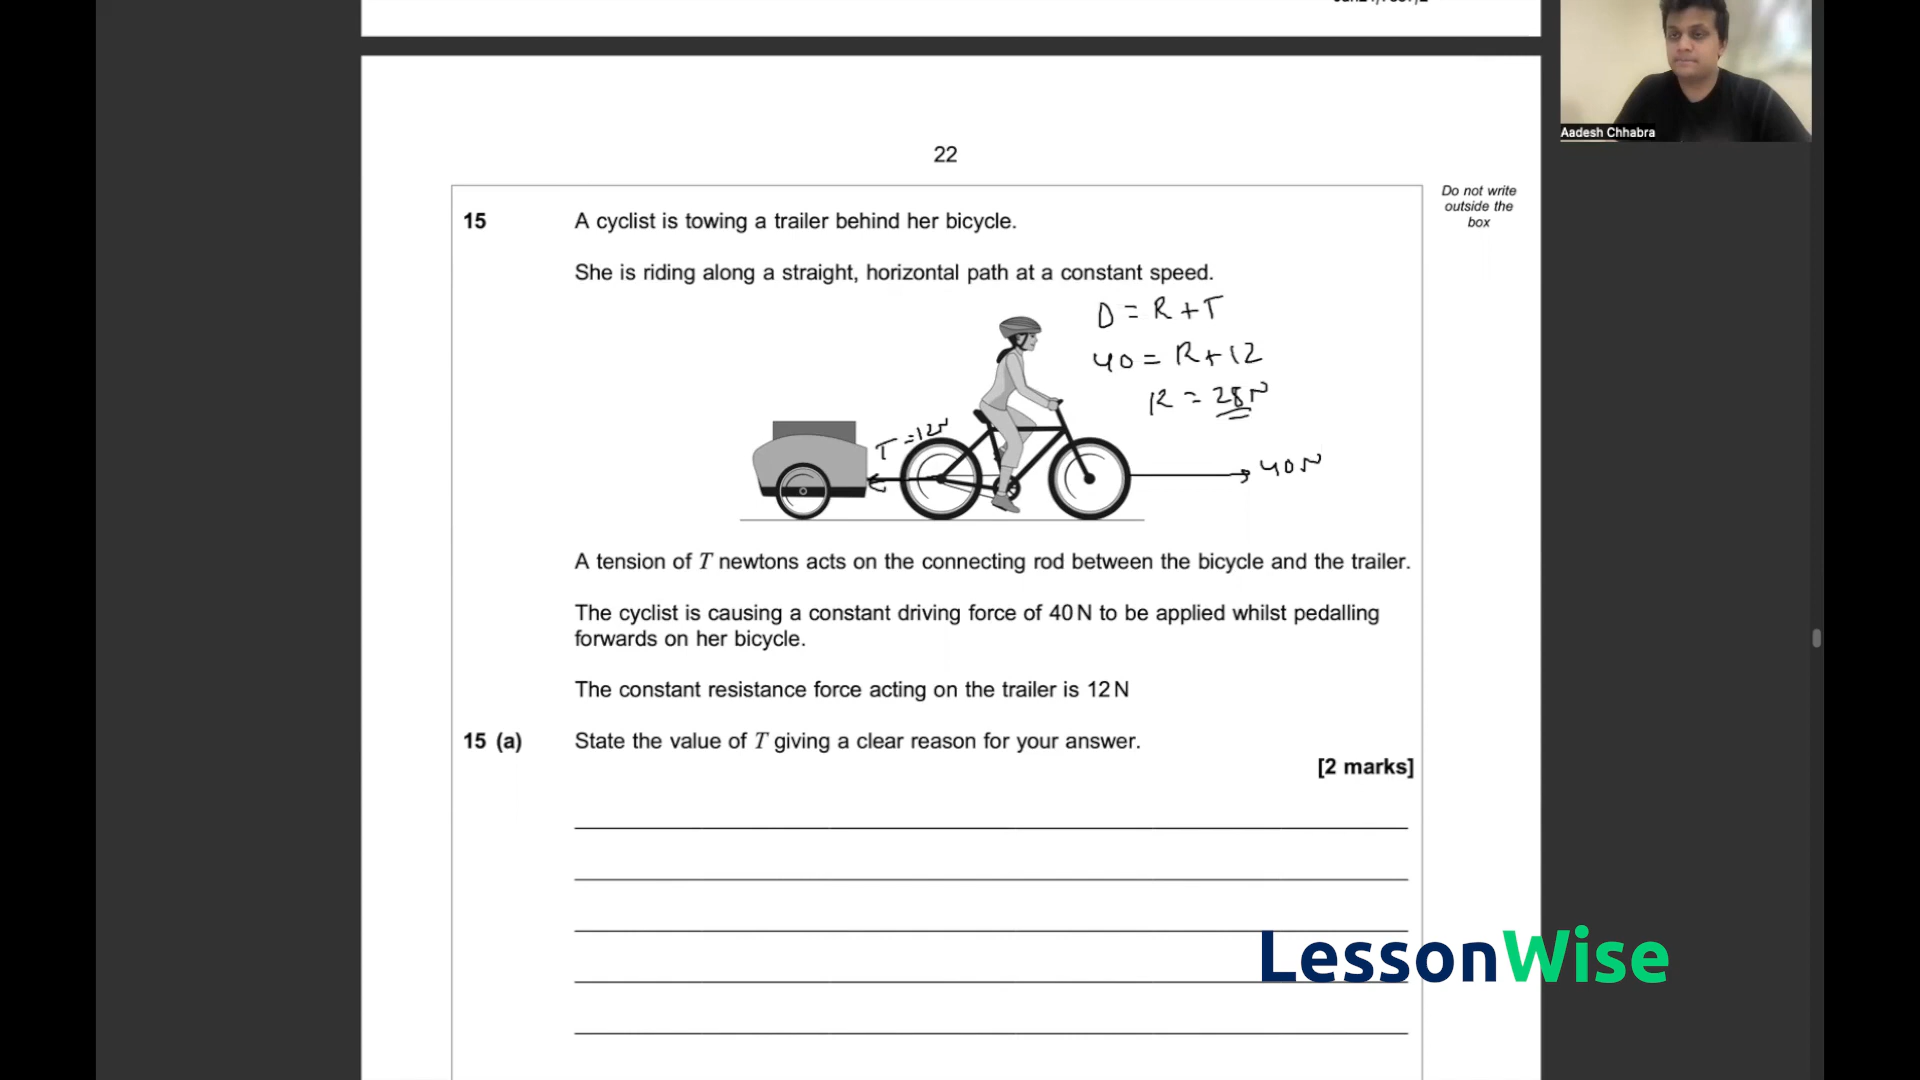 Aadesh Chhabra
22
Do not write
outside the
box
15 A cyclist is towing a trailer behind her bicycle.
She is riding along a straight, horizontal path at a constant speed.
D = R + T
40 = R + 12
R = 28N
T = 12N
40N
A tension of T newtons acts on the connecting rod between the bicycle and the trailer.
The cyclist is causing a constant driving force of 40 N to be applied whilst pedalling
forwards on her bicycle.
The constant resistance force acting on the trailer is 12 N
15 (a) State the value of T giving a clear reason for your answer.
[2 marks]
LessonWise